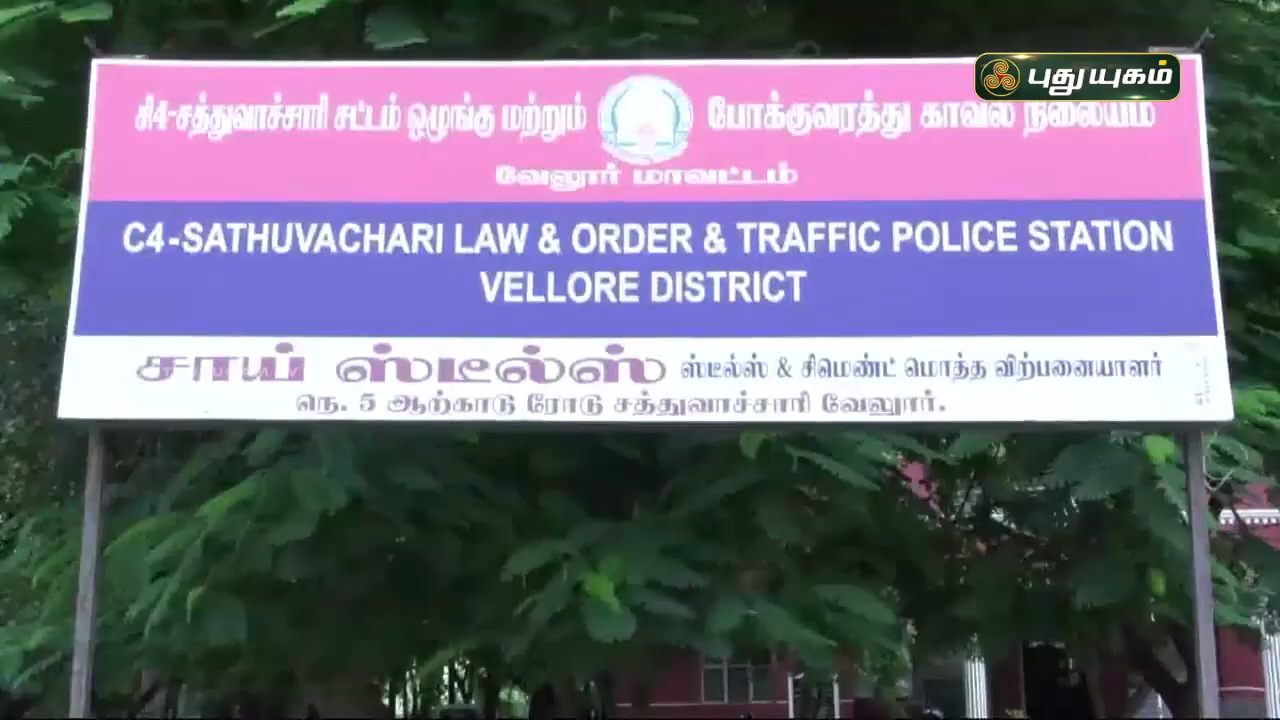 புதுயுகம்
சி4-சத்துவாச்சாரி சட்டம் ஒழுங்கு மற்றும் போக்குவரத்து காவல் நிலையம்
வேலூர் மாவட்டம்
C4-SATHUVACHARI LAW & ORDER & TRAFFIC POLICE STATION
VELLORE DISTRICT
சாய் ஸ்டீல்ஸ் ஸ்டீல்ஸ் & சிமெண்ட் மொத்த விற்பனையாளர்
நெ. 5 ஆற்காடு ரோடு சத்துவாச்சாரி வேலூர்.